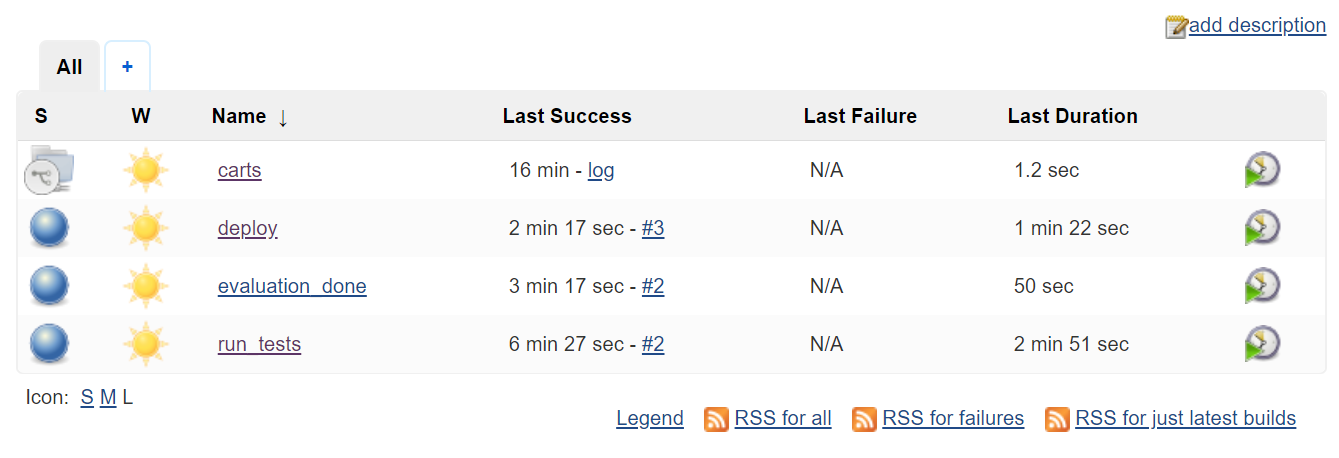 add description
All +
S W Name ↓ Last Success Last Failure Last Duration
carts 16 min - log N/A 1.2 sec
deploy 2 min 17 sec - #3 N/A 1 min 22 sec
evaluation_done 3 min 17 sec - #2 N/A 50 sec
run_tests 6 min 27 sec - #2 N/A 2 min 51 sec
Icon: S M L
Legend RSS for all RSS for failures RSS for just latest builds